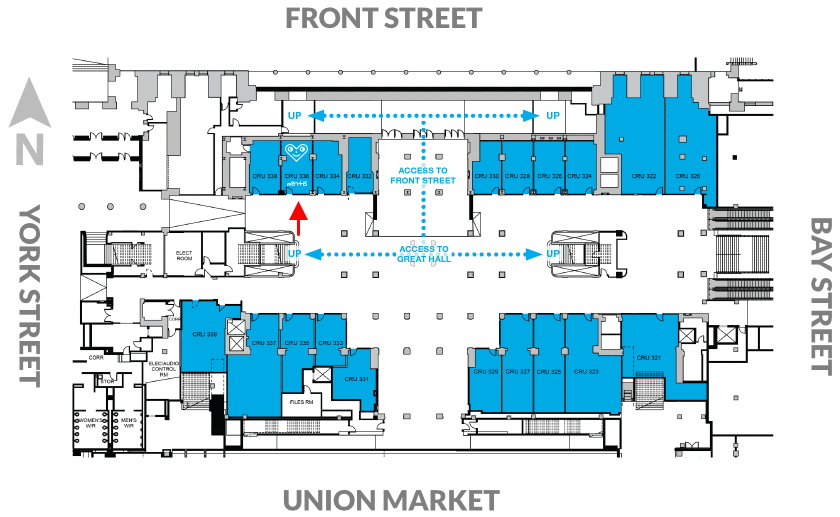 FRONT STREET
N
UP
UP
CRU 338
CRU 336
CRU 334
CRU 332
ACCESS TO
FRONT STREET
CRU 330
CRU 328
CRU 326
CRU 324
CRU 322
CRU 320
YORK STREET
BAY STREET
ELECT
ROOM
UP
ACCESS TO
GREAT HALL
UP
CORR
CRU 339
CRU 337
CRU 335
CRU 333
CRU 331
CORR
ELEC/AUDIO
CONTROL
RM
STOR
FILES RM
WOMEN'S
W/R
MEN'S
W/R
CRU 329
CRU 327
CRU 325
CRU 323
CRU 321
UNION MARKET